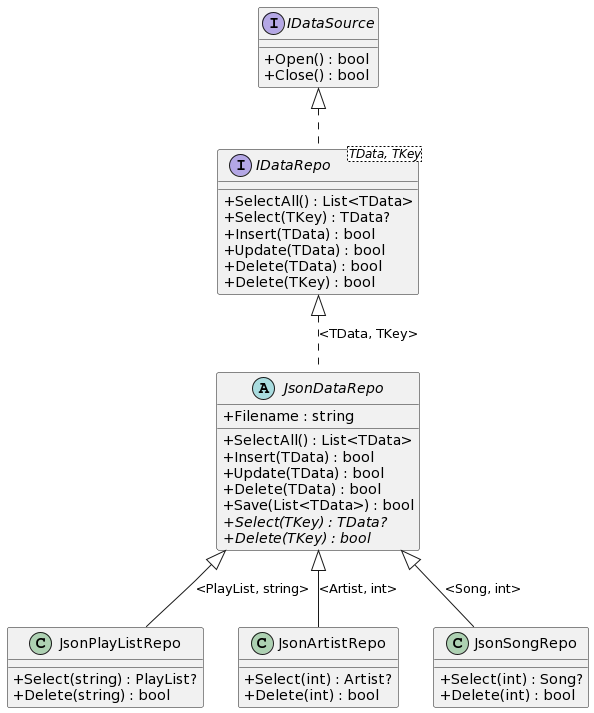 I IDataSource
+Open() : bool
+Close() : bool
I IDataRepo
TData, TKey
+SelectAll() : List<TData>
+Select(TKey) : TData?
+Insert(TData) : bool
+Update(TData) : bool
+Delete(TData) : bool
+Delete(TKey) : bool
<TData, TKey>
A JsonDataRepo
+Filename : string
+SelectAll() : List<TData>
+Insert(TData) : bool
+Update(TData) : bool
+Delete(TData) : bool
+Save(List<TData>) : bool
+Select(TKey) : TData?
+Delete(TKey) : bool
<PlayList, string>
<Artist, int>
<Song, int>
C JsonPlayListRepo
+Select(string) : PlayList?
+Delete(string) : bool
C JsonArtistRepo
+Select(int) : Artist?
+Delete(int) : bool
C JsonSongRepo
+Select(int) : Song?
+Delete(int) : bool